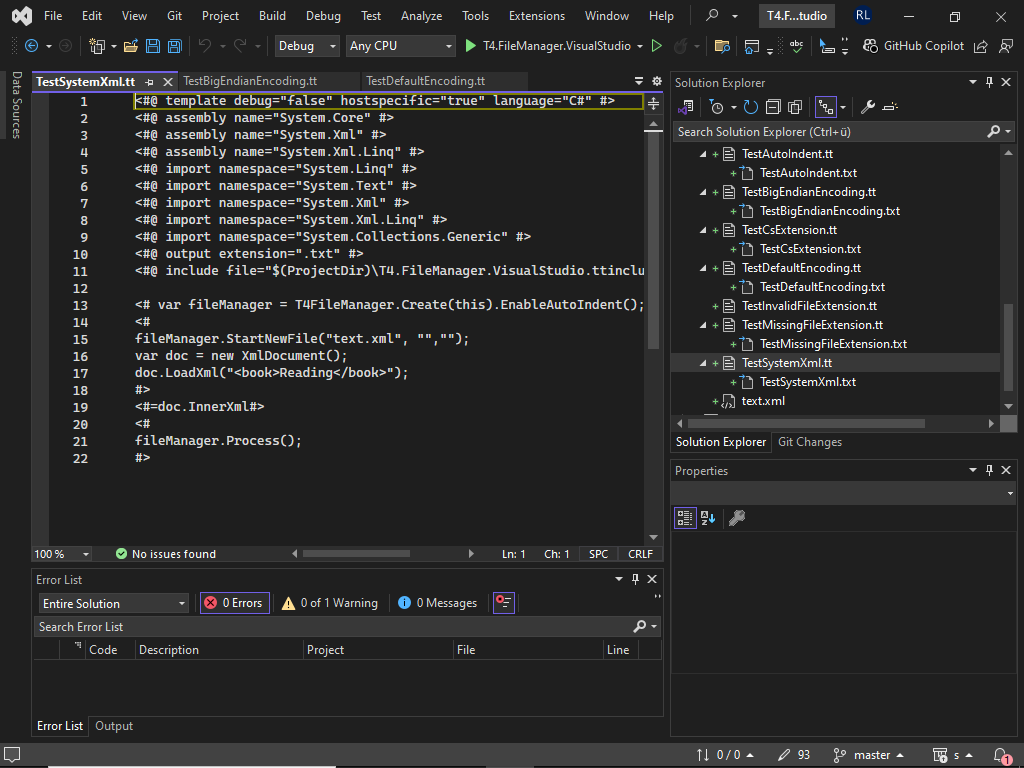 File Edit View Git Project Build Debug Test Analyze Tools Extensions Window Help T4.F...tudio RL
Debug Any CPU T4.FileManager.VisualStudio GitHub Copilot
Data Sources
TestSystemXml.tt TestBigEndianEncoding.tt TestDefaultEncoding.tt
1 <#@ template debug="false" hostspecific="true" language="C#" #>
2 <#@ assembly name="System.Core" #>
3 <#@ assembly name="System.Xml" #>
4 <#@ assembly name="System.Xml.Linq" #>
5 <#@ import namespace="System.Linq" #>
6 <#@ import namespace="System.Text" #>
7 <#@ import namespace="System.Xml" #>
8 <#@ import namespace="System.Xml.Linq" #>
9 <#@ import namespace="System.Collections.Generic" #>
10 <#@ output extension=".txt" #>
11 <#@ include file="$(ProjectDir)\T4.FileManager.VisualStudio.ttinclu
12
13 <# var fileManager = T4FileManager.Create(this).EnableAutoIndent();
14 <#
15 fileManager.StartNewFile("text.xml", "","");
16 var doc = new XmlDocument();
17 doc.LoadXml("<book>Reading</book>");
18 #>
19 <#=doc.InnerXml#>
20 <#
21 fileManager.Process();
22 #>
100 % No issues found Ln: 1 Ch: 1 SPC CRLF
Error List
Entire Solution 0 Errors 0 of 1 Warning 0 Messages
Search Error List
Code Description Project File Line
Error List Output
Solution Explorer
Search Solution Explorer (Ctrl+ü)
TestAutoIndent.tt
TestAutoIndent.txt
TestBigEndianEncoding.tt
TestBigEndianEncoding.txt
TestCsExtension.tt
TestCsExtension.txt
TestDefaultEncoding.tt
TestDefaultEncoding.txt
TestInvalidFileExtension.tt
TestMissingFileExtension.tt
TestMissingFileExtension.txt
TestSystemXml.tt
TestSystemXml.txt
text.xml
Solution Explorer Git Changes
Properties
0 / 0 93 master s 1